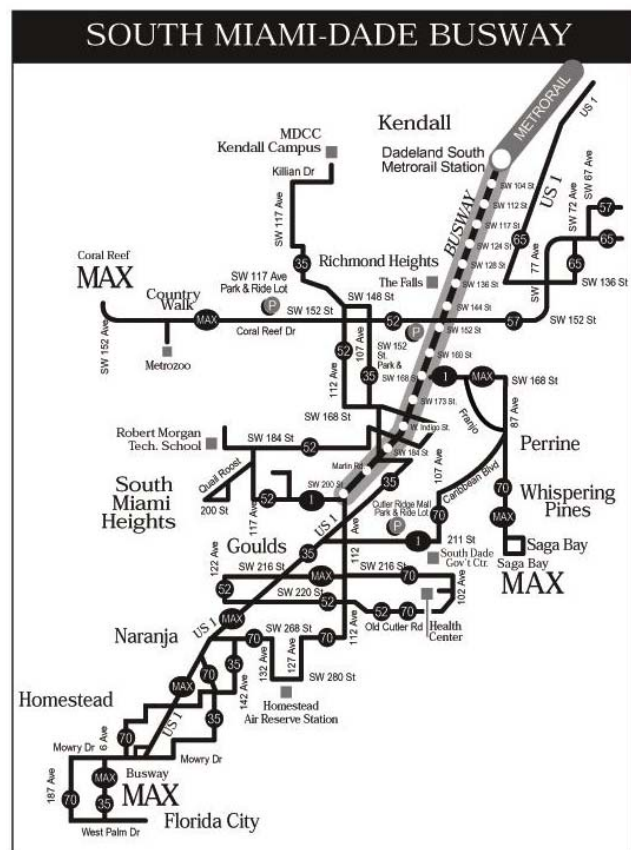 SOUTH MIAMI-DADE BUSWAY
METRORAIL
US 1
Kendall
Dadeland South
Metrorail Station
MDCC
Kendall Campus
Killian Dr
SW 117 Ave
SW 104 St
SW 112 St
SW 117 St
SW 124 St
SW 128 St
SW 136 St
SW 144 St
SW 152 St
SW 160 St
SW 168 St
SW 173 St.
W. Indigo St.
SW 184 St
Marlin Rd.
SW 200 St
BUSWAY
US 1
SW 67 Ave
SW 72 Ave
57
65
65
65
SW 77 Ave
SW 136 St
35
Richmond Heights
The Falls
Coral Reef
MAX
SW 117 Ave
Park & Ride Lot
P
SW 148 St
Country
Walk
SW 152 St
MAX
Coral Reef Dr
52
P
57
SW 152 St
SW 152 Ave
Metrozoo
SW 152
St.
Park &
52
112 Ave
107 Ave
35
1
MAX
SW 168 St
SW 168 St
Franjo
87 Ave
Robert Morgan
Tech. School
SW 184 St
52
Perrine
107 Ave
Caribbean Blvd
Quail Roost
200 St
South
Miami
Heights
52
1
117 Ave
35
70
70
Whispering
Pines
MAX
Cutler Ridge Mall
Park & Ride Lot
P
US 1
112 Ave
Goulds
35
1
211 St
South Dade
Gov't Ctr.
Saga Bay
Saga Bay
MAX
122 Ave
SW 216 St
MAX
SW 216 St
70
102 Ave
52
SW 220 St
52
52
70
Old Cutler Rd
Health
Center
MAX
US 1
112 Ave
Naranja
70
SW 268 St
70
132 Ave
127 Ave
SW 280 St
Homestead
Air Reserve Station
MAX
70
35
142 Ave
35
Homestead
US 1
70
6 Ave
Mowry Dr
Mowry Dr
187 Ave
70
MAX
35
Busway
MAX
West Palm Dr
Florida City